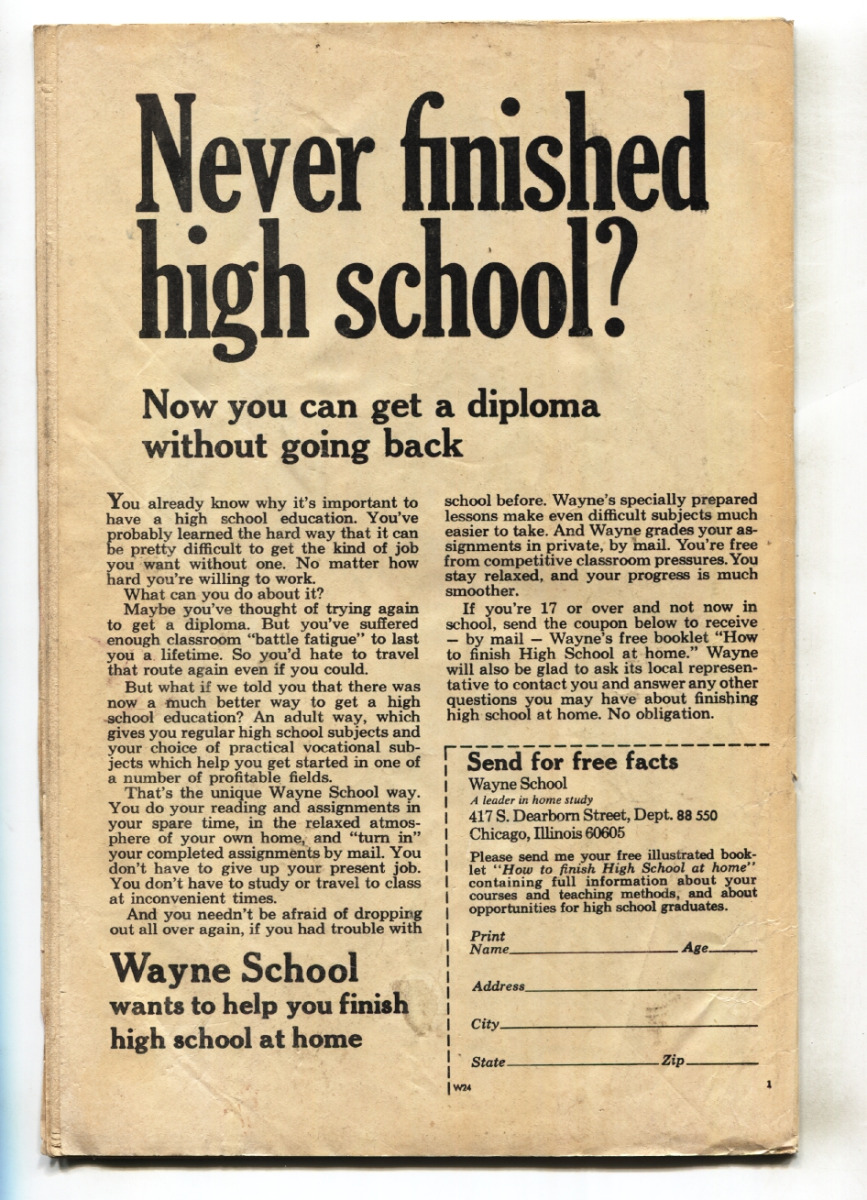 Never finished
high school?
Now you can get a diploma
without going back
You already know why it's important to
have a high school education. You've
probably learned the hard way that it can
be pretty difficult to get the kind of job
you want without one. No matter how
hard you're willing to work.
What can you do about it?
Maybe you've thought of trying again
to get a diploma. But you've suffered
enough classroom "battle fatigue" to last
you a lifetime. So you'd hate to travel
that route again even if you could.
But what if we told you that there was
now a much better way to get a high
school education? An adult way, which
gives you regular high school subjects and
your choice of practical vocational sub-
jects which help you get started in one of
a number of profitable fields.
That's the unique Wayne School way.
You do your reading and assignments in
your spare time, in the relaxed atmos-
phere of your own home, and "turn in"
your completed assignments by mail. You
don't have to give up your present job.
You don't have to study or travel to class
at inconvenient times.
And you needn't be afraid of dropping
out all over again, if you had trouble with
school before. Wayne's specially prepared
lessons make even difficult subjects much
easier to take. And Wayne grades your as-
signments in private, by mail. You're free
from competitive classroom pressures. You
stay relaxed, and your progress is much
smoother.
If you're 17 or over and not now in
school, send the coupon below to receive
— by mail — Wayne's free booklet "How
to finish High School at home." Wayne
will also be glad to ask its local represen-
tative to contact you and answer any other
questions you may have about finishing
high school at home. No obligation.
Wayne School
wants to help you finish
high school at home
Send for free facts
Wayne School
A leader in home study
417 S. Dearborn Street, Dept. 88 550
Chicago, Illinois 60605
Please send me your free illustrated book-
let "How to finish High School at home"
containing full information about your
courses and teaching methods, and about
opportunities for high school graduates.
Print
Name Age
Address
City
State Zip
W24 1